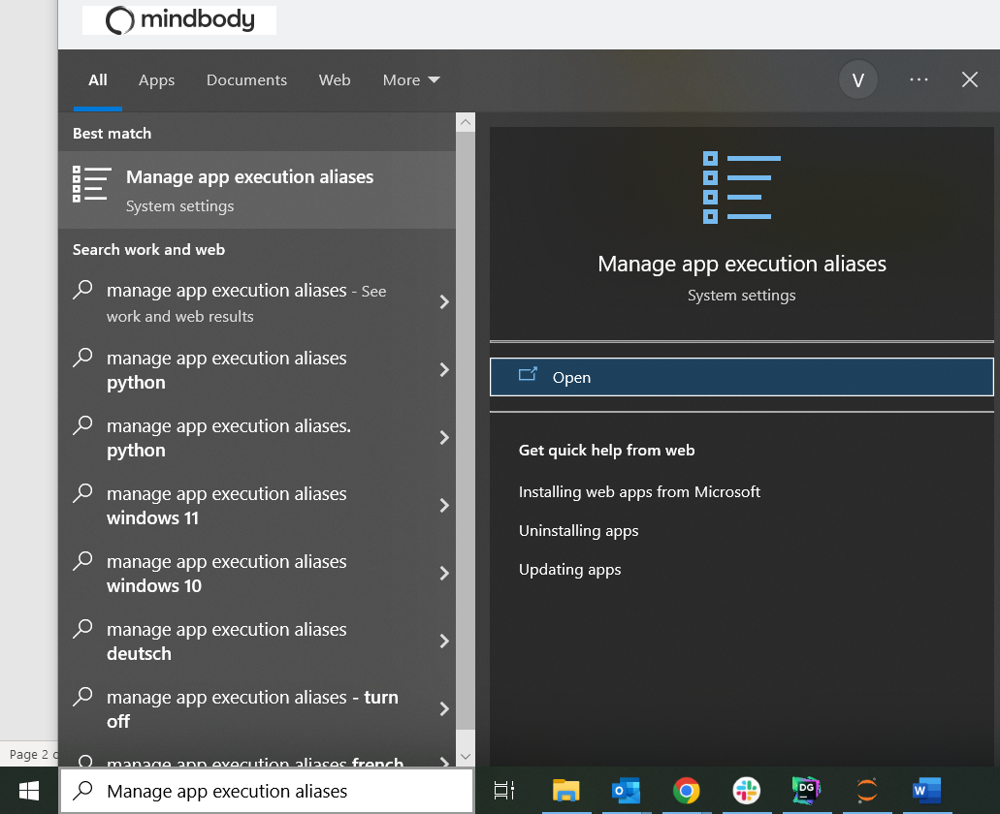 mindbody
All Apps Documents Web More V ...
Best match
Manage app execution aliases
System settings
Search work and web
manage app execution aliases - See
work and web results
manage app execution aliases
python
manage app execution aliases.
python
manage app execution aliases
windows 11
manage app execution aliases
windows 10
manage app execution aliases
deutsch
manage app execution aliases - turn
off
manage app execution aliases french
Manage app execution aliases
System settings
Open
Get quick help from web
Installing web apps from Microsoft
Uninstalling apps
Updating apps
Page 2 o
Manage app execution aliases
O
DG
W